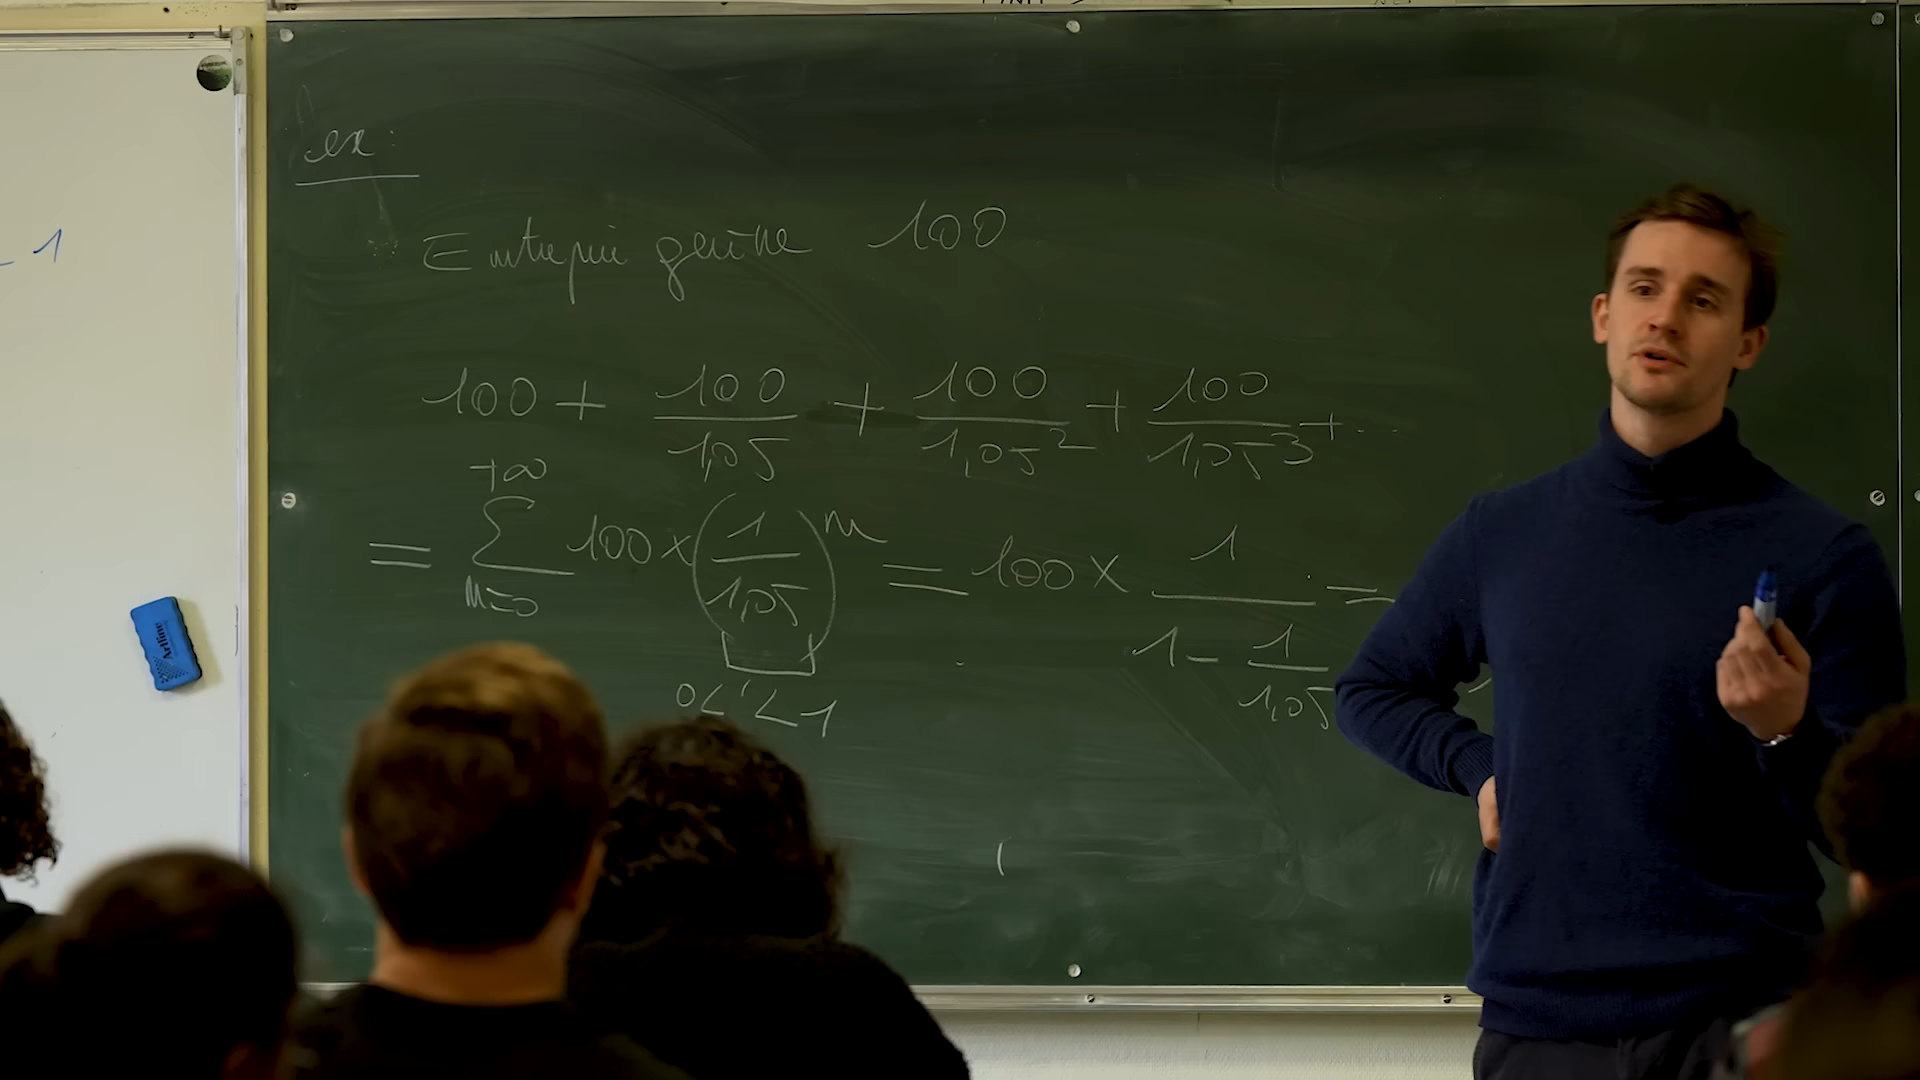 ex:
Entreprise génère 100
100 + 100/1,05 + 100/1,05² + 100/1,05³ + ...
= +∞ Σ n=0 100 × (1/1,05)ⁿ = 100 × 1/(1 - 1/1,05) =
0< . <1
- 1
Artline